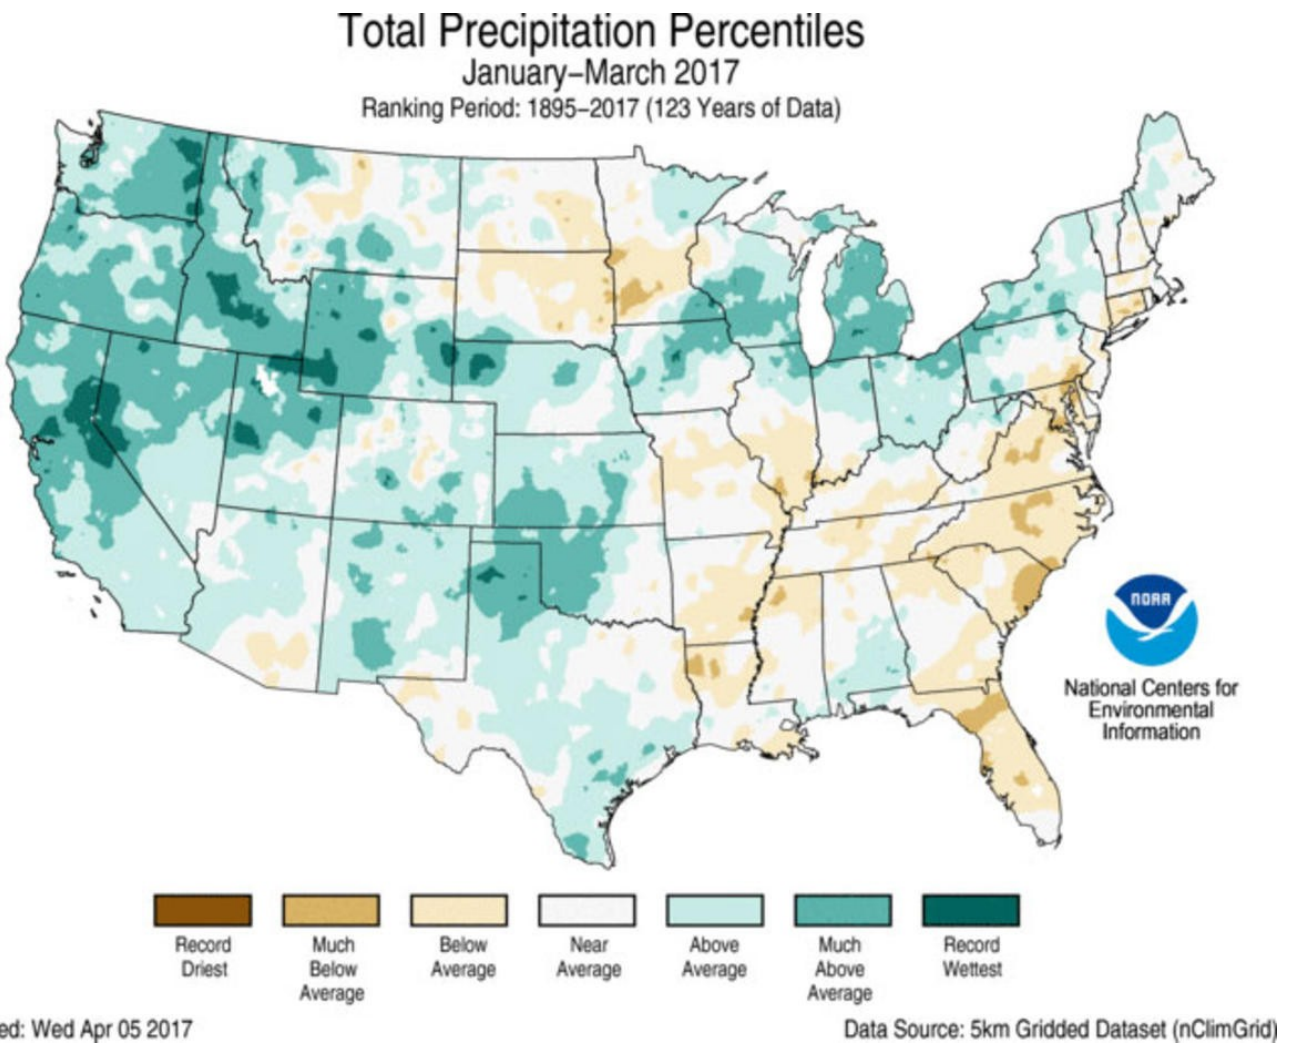 Total Precipitation Percentiles
January–March 2017
Ranking Period: 1895–2017 (123 Years of Data)
NOAA
National Centers for
Environmental
Information
Record
Driest
Much
Below
Average
Below
Average
Near
Average
Above
Average
Much
Above
Average
Record
Wettest
ed: Wed Apr 05 2017
Data Source: 5km Gridded Dataset (nClimGrid)